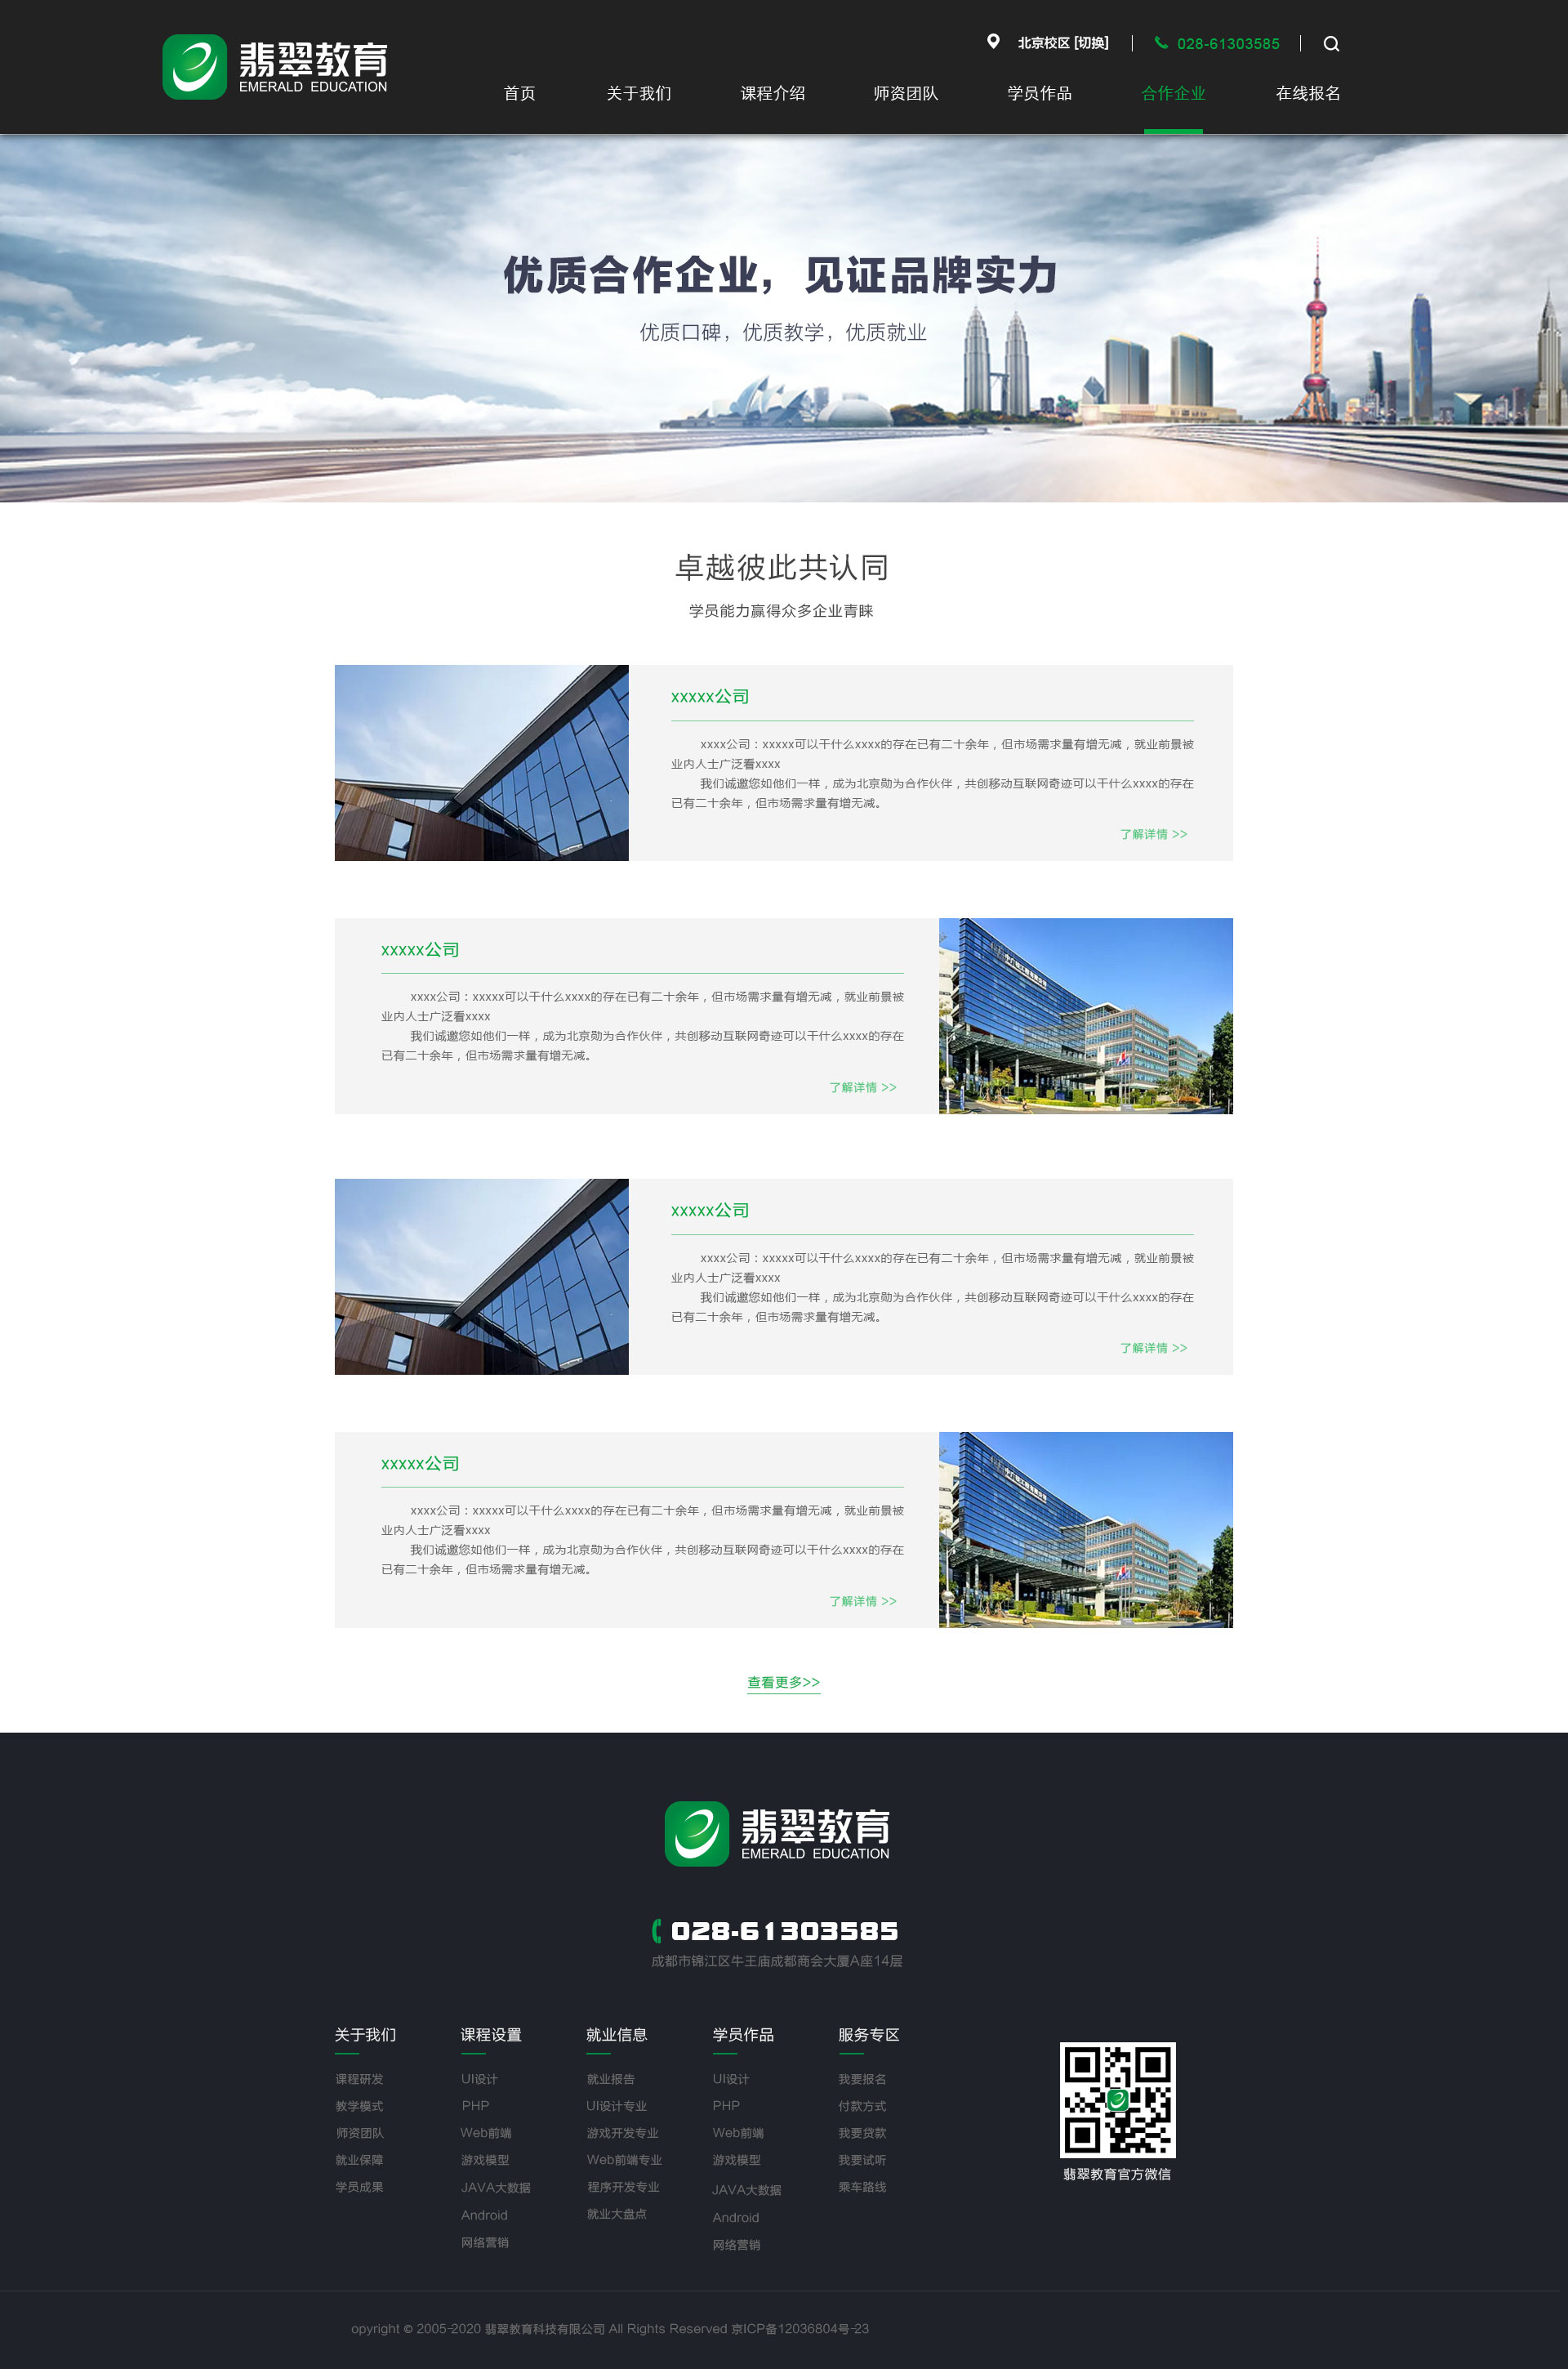 翡翠教育
EMERALD EDUCATION
北京校区 [切换]
028-61303585
首页 关于我们 课程介绍 师资团队 学员作品 合作企业 在线报名
优质合作企业，见证品牌实力
优质口碑，优质教学，优质就业
卓越彼此共认同
学员能力赢得众多企业青睐
xxxxx公司
xxxx公司：xxxxx可以干什么xxxx的存在已有二十余年，但市场需求量有增无减，就业前景被
业内人士广泛看xxxx
我们诚邀您如他们一样，成为北京勋为合作伙伴，共创移动互联网奇迹可以干什么xxxx的存在
已有二十余年，但市场需求量有增无减。
了解详情 >>
xxxxx公司
xxxx公司：xxxxx可以干什么xxxx的存在已有二十余年，但市场需求量有增无减，就业前景被
业内人士广泛看xxxx
我们诚邀您如他们一样，成为北京勋为合作伙伴，共创移动互联网奇迹可以干什么xxxx的存在
已有二十余年，但市场需求量有增无减。
了解详情 >>
xxxxx公司
xxxx公司：xxxxx可以干什么xxxx的存在已有二十余年，但市场需求量有增无减，就业前景被
业内人士广泛看xxxx
我们诚邀您如他们一样，成为北京勋为合作伙伴，共创移动互联网奇迹可以干什么xxxx的存在
已有二十余年，但市场需求量有增无减。
了解详情 >>
xxxxx公司
xxxx公司：xxxxx可以干什么xxxx的存在已有二十余年，但市场需求量有增无减，就业前景被
业内人士广泛看xxxx
我们诚邀您如他们一样，成为北京勋为合作伙伴，共创移动互联网奇迹可以干什么xxxx的存在
已有二十余年，但市场需求量有增无减。
了解详情 >>
查看更多>>
翡翠教育
EMERALD EDUCATION
028-61303585
成都市锦江区牛王庙成都商会大厦A座14层
关于我们
课程研发
教学模式
师资团队
就业保障
学员成果
课程设置
UI设计
PHP
Web前端
游戏模型
JAVA大数据
Android
网络营销
就业信息
就业报告
UI设计专业
游戏开发专业
Web前端专业
程序开发专业
就业大盘点
学员作品
UI设计
PHP
Web前端
游戏模型
JAVA大数据
Android
网络营销
服务专区
我要报名
付款方式
我要贷款
我要试听
乘车路线
翡翠教育官方微信
opyright © 2005-2020 翡翠教育科技有限公司 All Rights Reserved 京ICP备12036804号-23